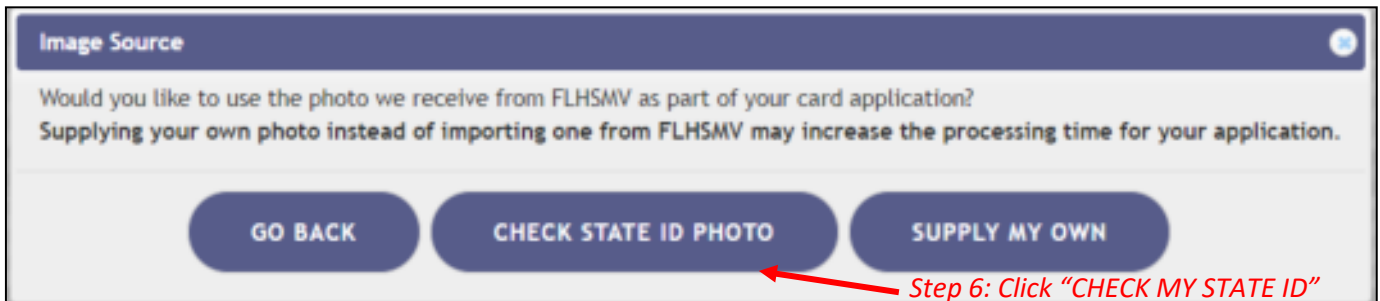 Image Source
Would you like to use the photo we receive from FLHSMV as part of your card application?
Supplying your own photo instead of importing one from FLHSMV may increase the processing time for your application.
GO BACK CHECK STATE ID PHOTO SUPPLY MY OWN
Step 6: Click “CHECK MY STATE ID”